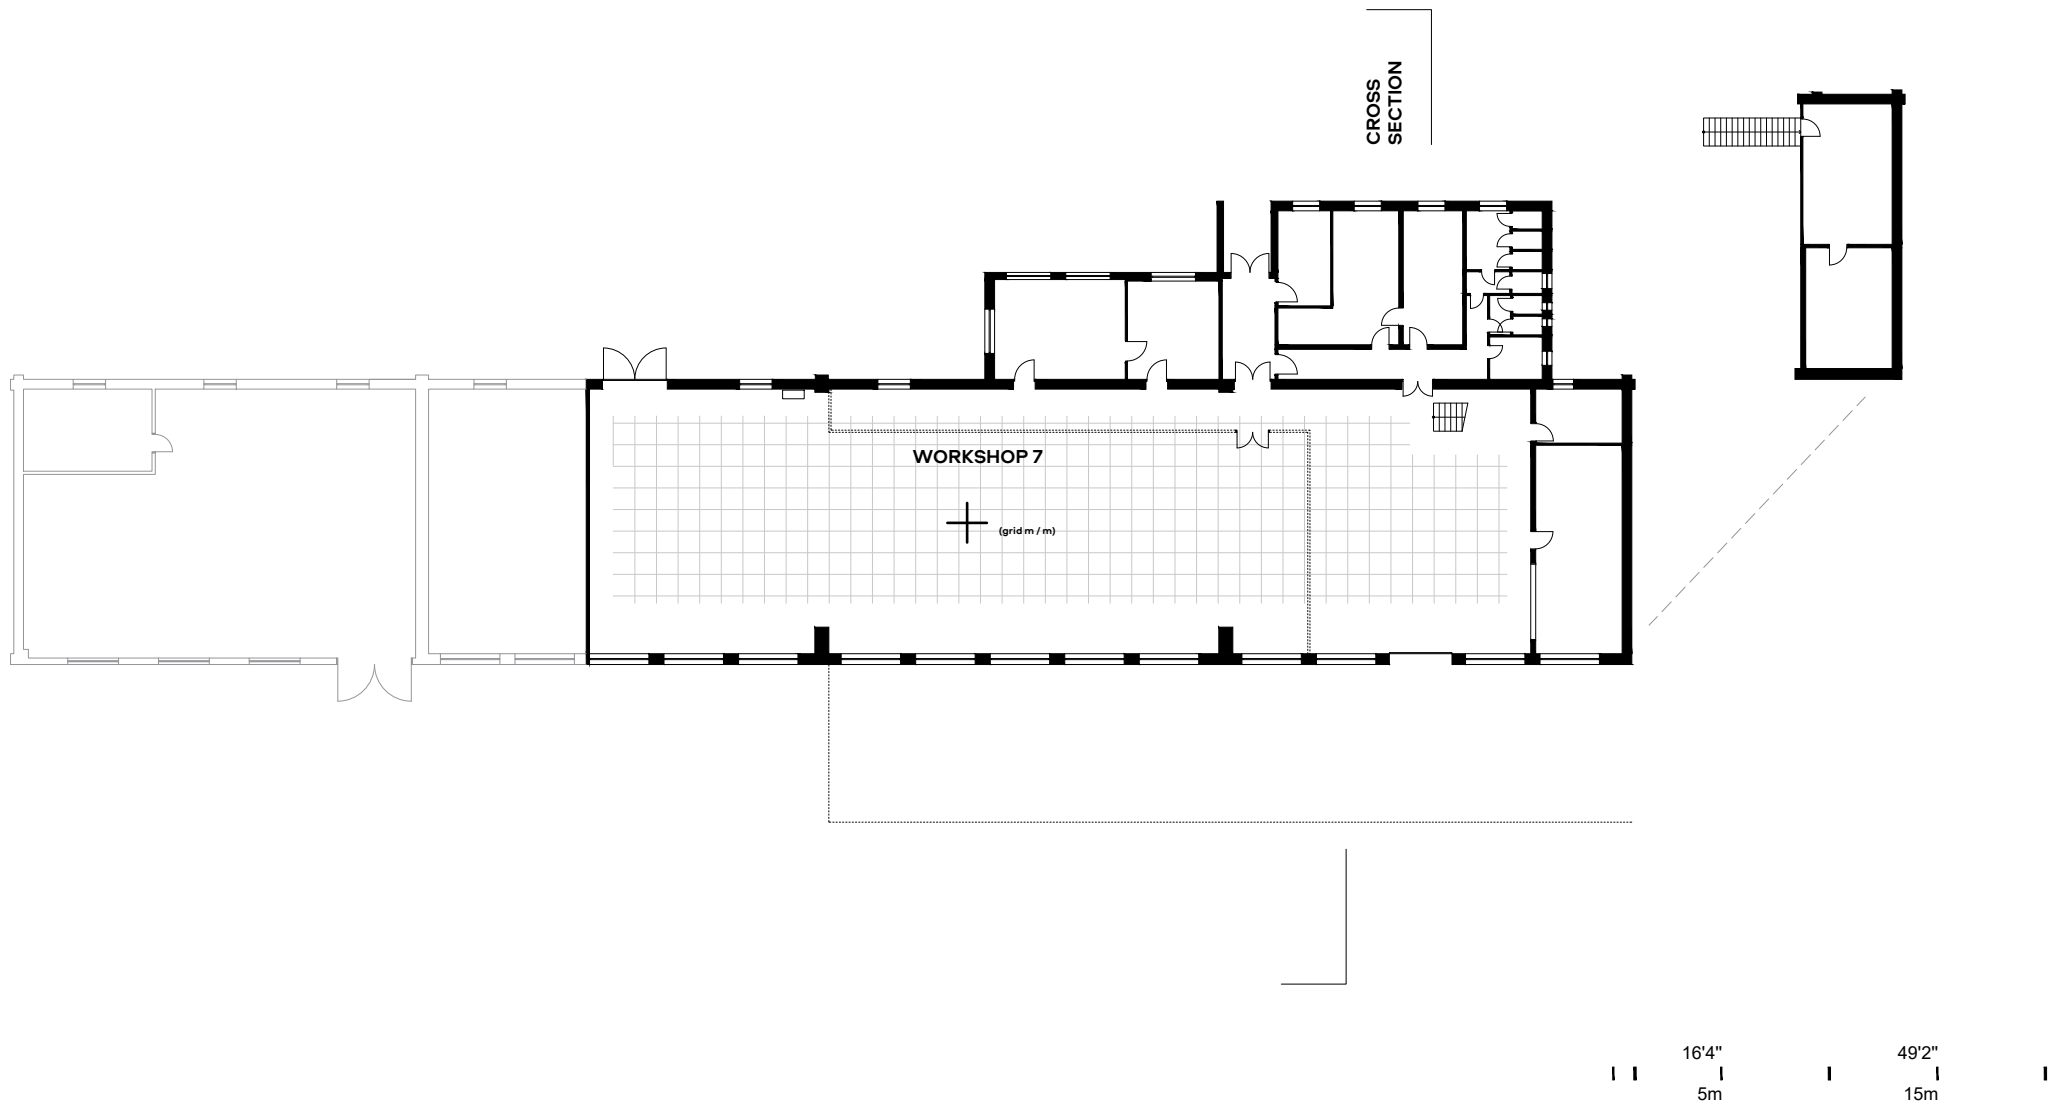 CROSS
SECTION
WORKSHOP 7
(grid m / m)
16'4" 49'2"
5m 15m